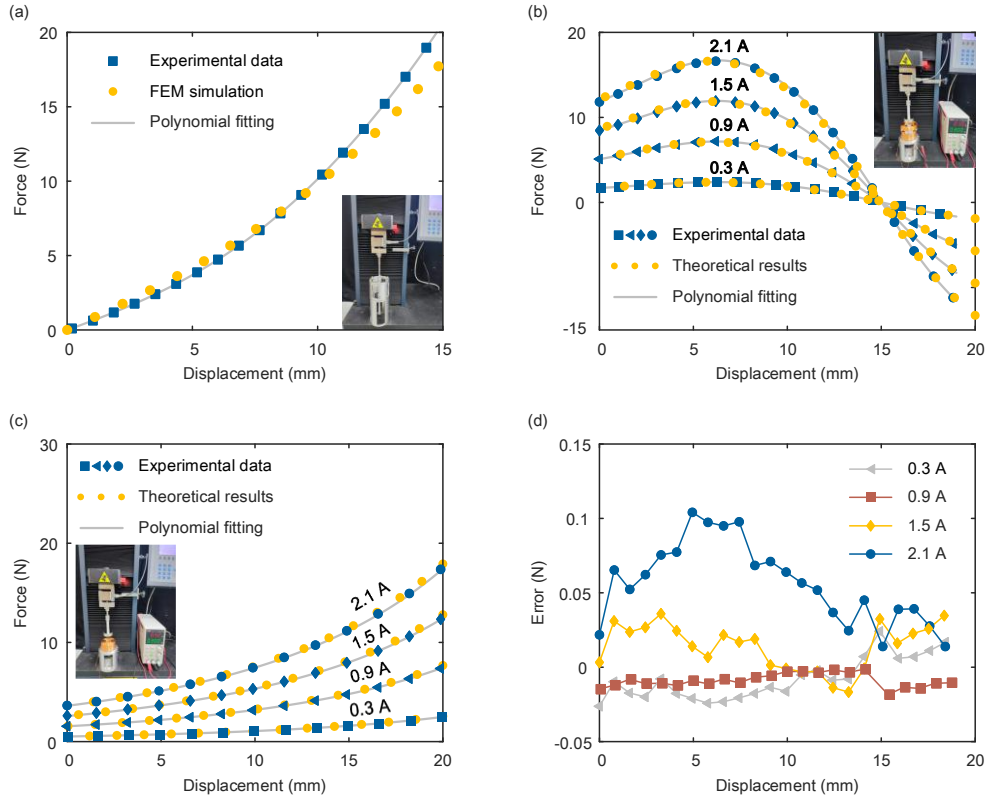 (a)
20
15
10
5
0
Force (N)
Experimental data
FEM simulation
Polynomial fitting
0
5
10
15
Displacement (mm)
(b)
20
10
0
-15
Force (N)
2.1 A
1.5 A
0.9 A
0.3 A
Experimental data
Theoretical results
Polynomial fitting
0
5
10
15
20
Displacement (mm)
(c)
30
20
10
0
Force (N)
Experimental data
Theoretical results
Polynomial fitting
2.1 A
1.5 A
0.9 A
0.3 A
0
5
10
15
20
Displacement (mm)
(d)
0.15
0.1
0.05
0
-0.05
Error (N)
0.3 A
0.9 A
1.5 A
2.1 A
0
5
10
15
20
Displacement (mm)